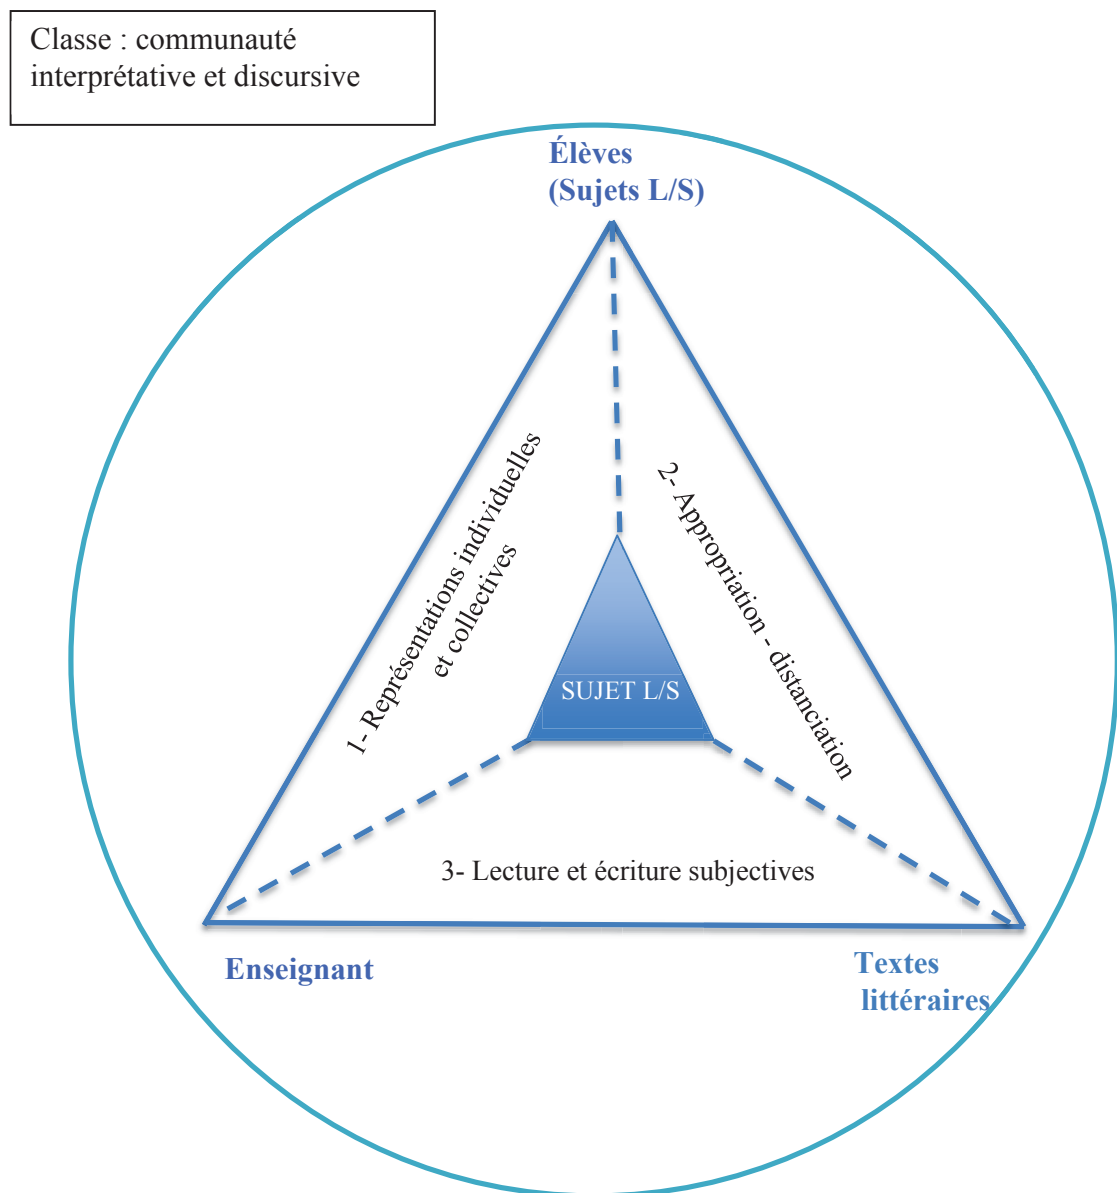 Classe : communauté
interprétative et discursive
Élèves
(Sujets L/S)
1- Représentations individuelles
et collectives
2- Appropriation - distanciation
SUJET L/S
3- Lecture et écriture subjectives
Enseignant
Textes
littéraires